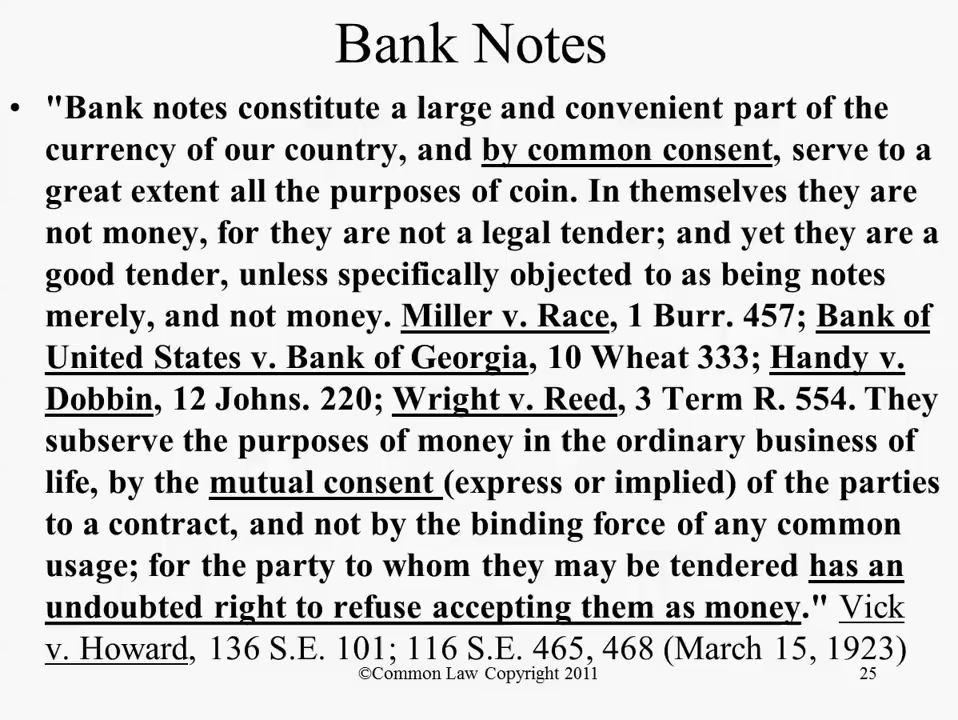 Bank Notes
• "Bank notes constitute a large and convenient part of the
currency of our country, and by common consent, serve to a
great extent all the purposes of coin. In themselves they are
not money, for they are not a legal tender; and yet they are a
good tender, unless specifically objected to as being notes
merely, and not money. Miller v. Race, 1 Burr. 457; Bank of
United States v. Bank of Georgia, 10 Wheat 333; Handy v.
Dobbin, 12 Johns. 220; Wright v. Reed, 3 Term R. 554. They
subserve the purposes of money in the ordinary business of
life, by the mutual consent (express or implied) of the parties
to a contract, and not by the binding force of any common
usage; for the party to whom they may be tendered has an
undoubted right to refuse accepting them as money." Vick
v. Howard, 136 S.E. 101; 116 S.E. 465, 468 (March 15, 1923)
©Common Law Copyright 2011 25